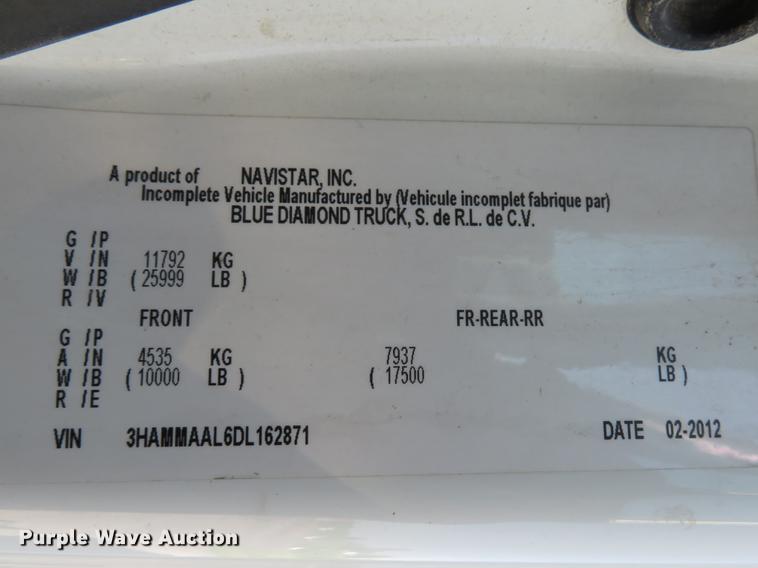 A product of NAVISTAR, INC.
Incomplete Vehicle Manufactured by (Vehicule incomplet fabrique par)
BLUE DIAMOND TRUCK, S. de R.L. de C.V.
G /P
V /N 11792 KG
W /B ( 25999 LB )
R /V
FRONT FR-REAR-RR
G /P
A /N 4535 KG 7937 KG
W /B ( 10000 LB ) ( 17500 LB )
R /E
VIN 3HAMMAAL6DL162871 DATE 02-2012
Purple Wave Auction